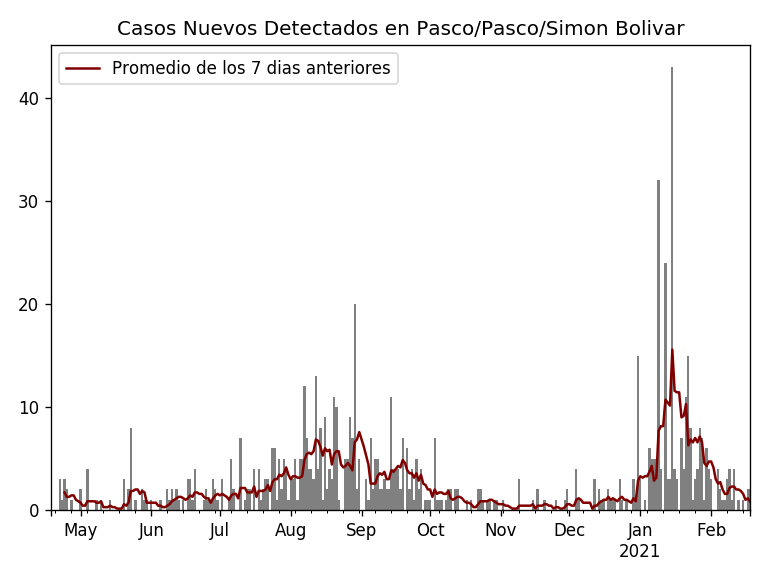 Casos Nuevos Detectados en Pasco/Pasco/Simon Bolivar
Promedio de los 7 dias anteriores
40
30
20
10
0
May Jun Jul Aug Sep Oct Nov Dec Jan Feb
2021